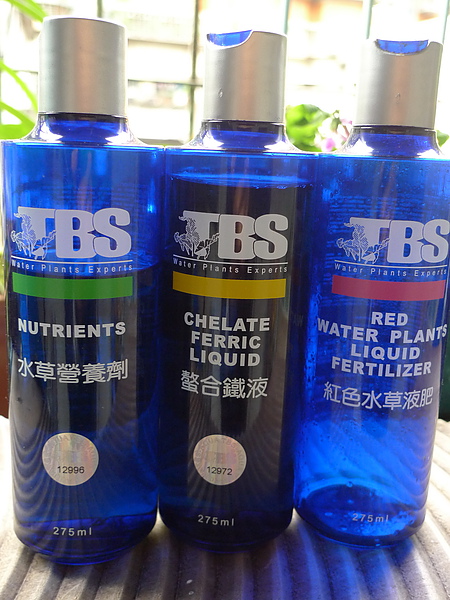 TBS
Water Plants Experts
NUTRIENTS
水草營養劑
12996
275ml
TBS
Water Plants Experts
CHELATE
FERRIC
LIQUID
螯合鐵液
12972
275ml
TBS
Water Plants Experts
RED
WATER PLANTS
LIQUID
FERTILIZER
紅色水草液肥
275ml